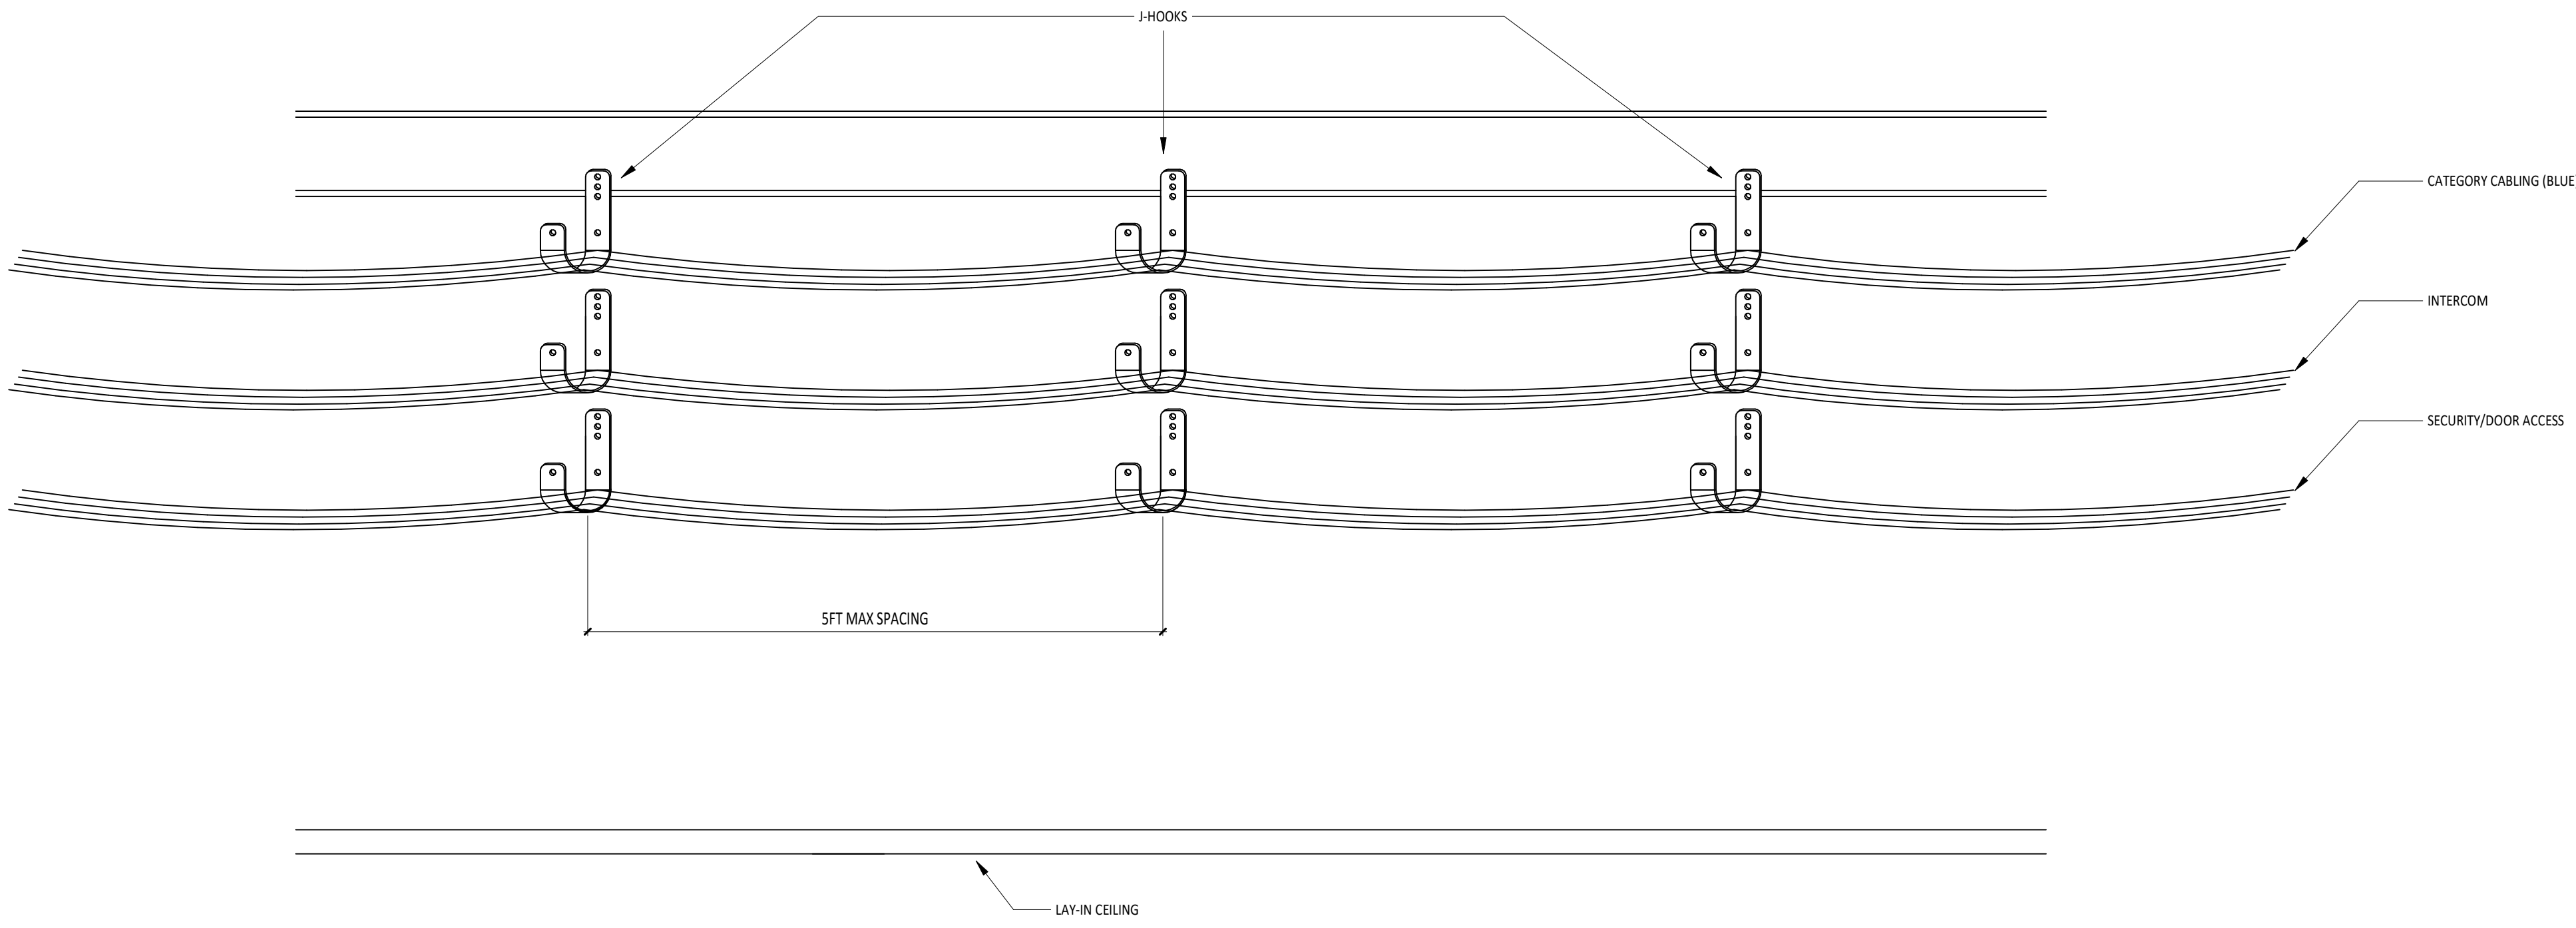 J-HOOKS
CATEGORY CABLING (BLUE
INTERCOM
SECURITY/DOOR ACCESS
5FT MAX SPACING
LAY-IN CEILING